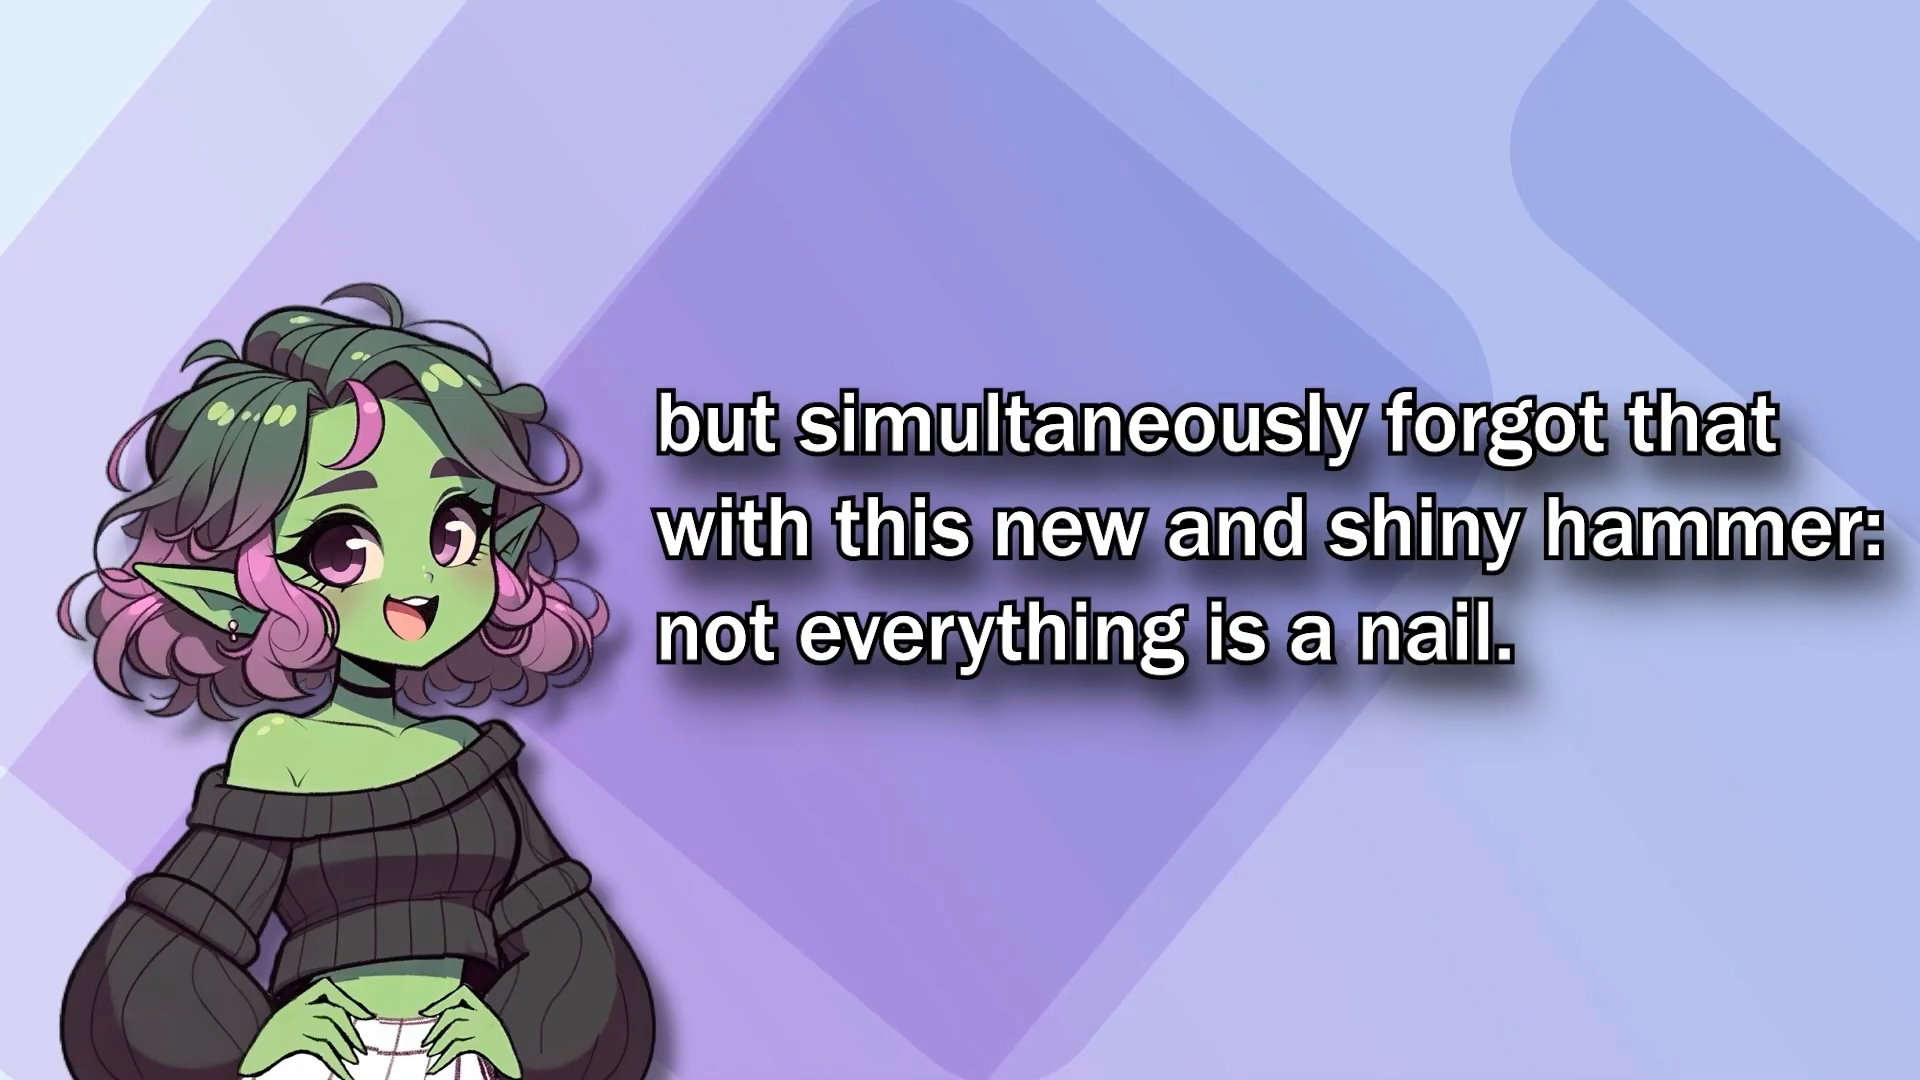 but simultaneously forgot that
with this new and shiny hammer:
not everything is a nail.